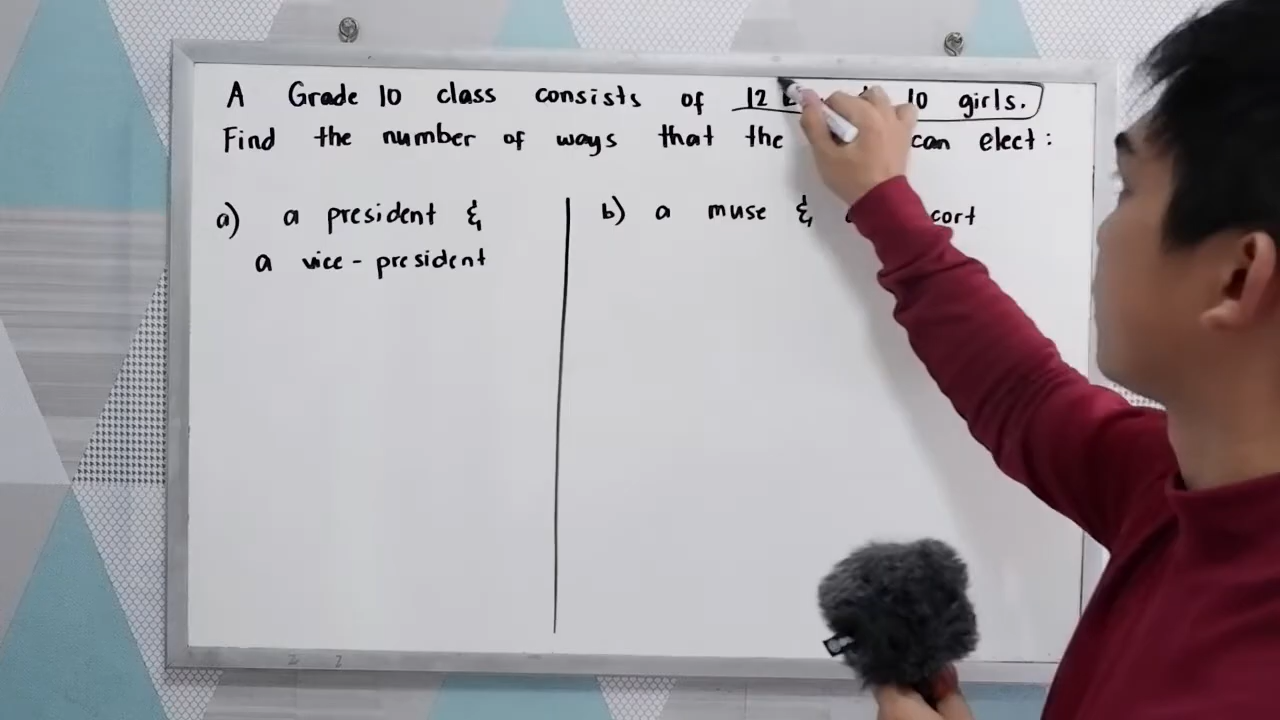 A Grade 10 class consists of 12 10 girls.
Find the number of ways that the can elect:
a) a president &
a vice-president
b) a muse &